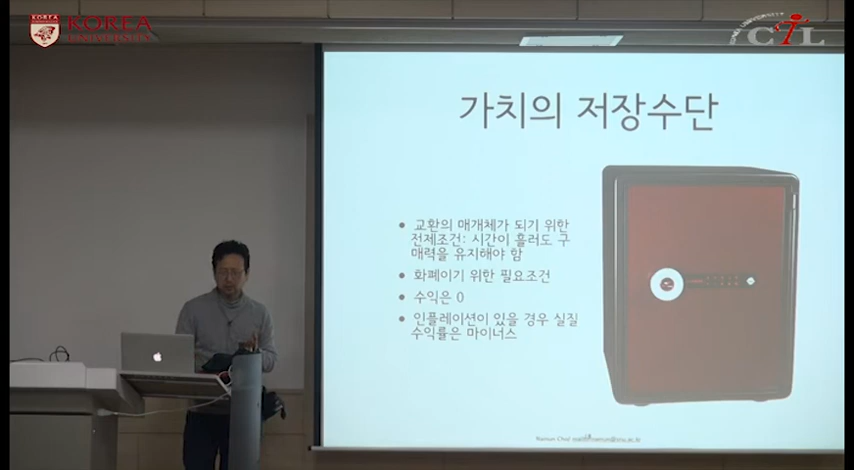 KOREA
UNIVERSITY
CTL
가치의 저장수단
● 교환의 매개체가 되기 위한
전제조건: 시간이 흘러도 구
매력을 유지해야 함
● 화폐이기 위한 필요조건
● 수익은 0
● 인플레이션이 있을 경우 실질
수익률은 마이너스